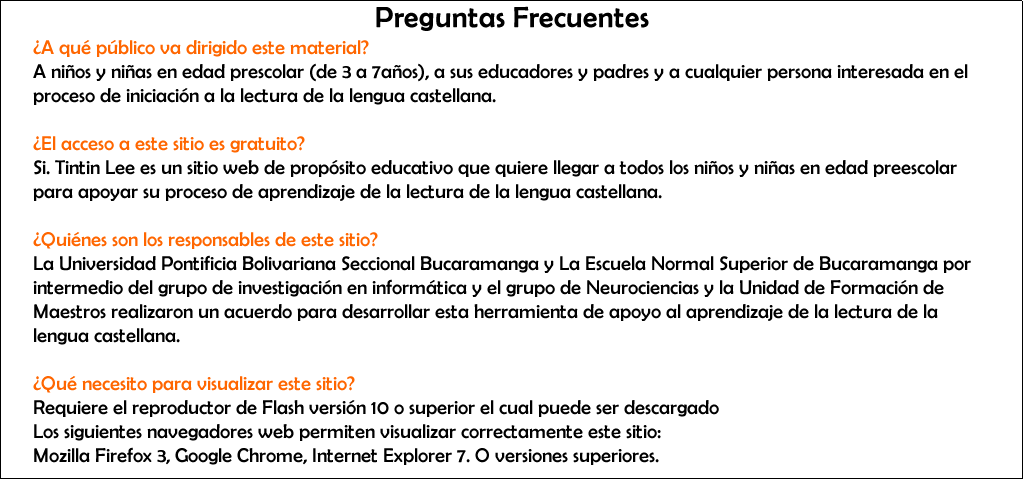 Preguntas Frecuentes
¿A qué público va dirigido este material?
A niños y niñas en edad prescolar (de 3 a 7años), a sus educadores y padres y a cualquier persona interesada en el
proceso de iniciación a la lectura de la lengua castellana.
¿El acceso a este sitio es gratuito?
Si. Tintin Lee es un sitio web de propósito educativo que quiere llegar a todos los niños y niñas en edad preescolar
para apoyar su proceso de aprendizaje de la lectura de la lengua castellana.
¿Quiénes son los responsables de este sitio?
La Universidad Pontificia Bolivariana Seccional Bucaramanga y La Escuela Normal Superior de Bucaramanga por
intermedio del grupo de investigación en informática y el grupo de Neurociencias y la Unidad de Formación de
Maestros realizaron un acuerdo para desarrollar esta herramienta de apoyo al aprendizaje de la lectura de la
lengua castellana.
¿Qué necesito para visualizar este sitio?
Requiere el reproductor de Flash versión 10 o superior el cual puede ser descargado
Los siguientes navegadores web permiten visualizar correctamente este sitio:
Mozilla Firefox 3, Google Chrome, Internet Explorer 7. O versiones superiores.